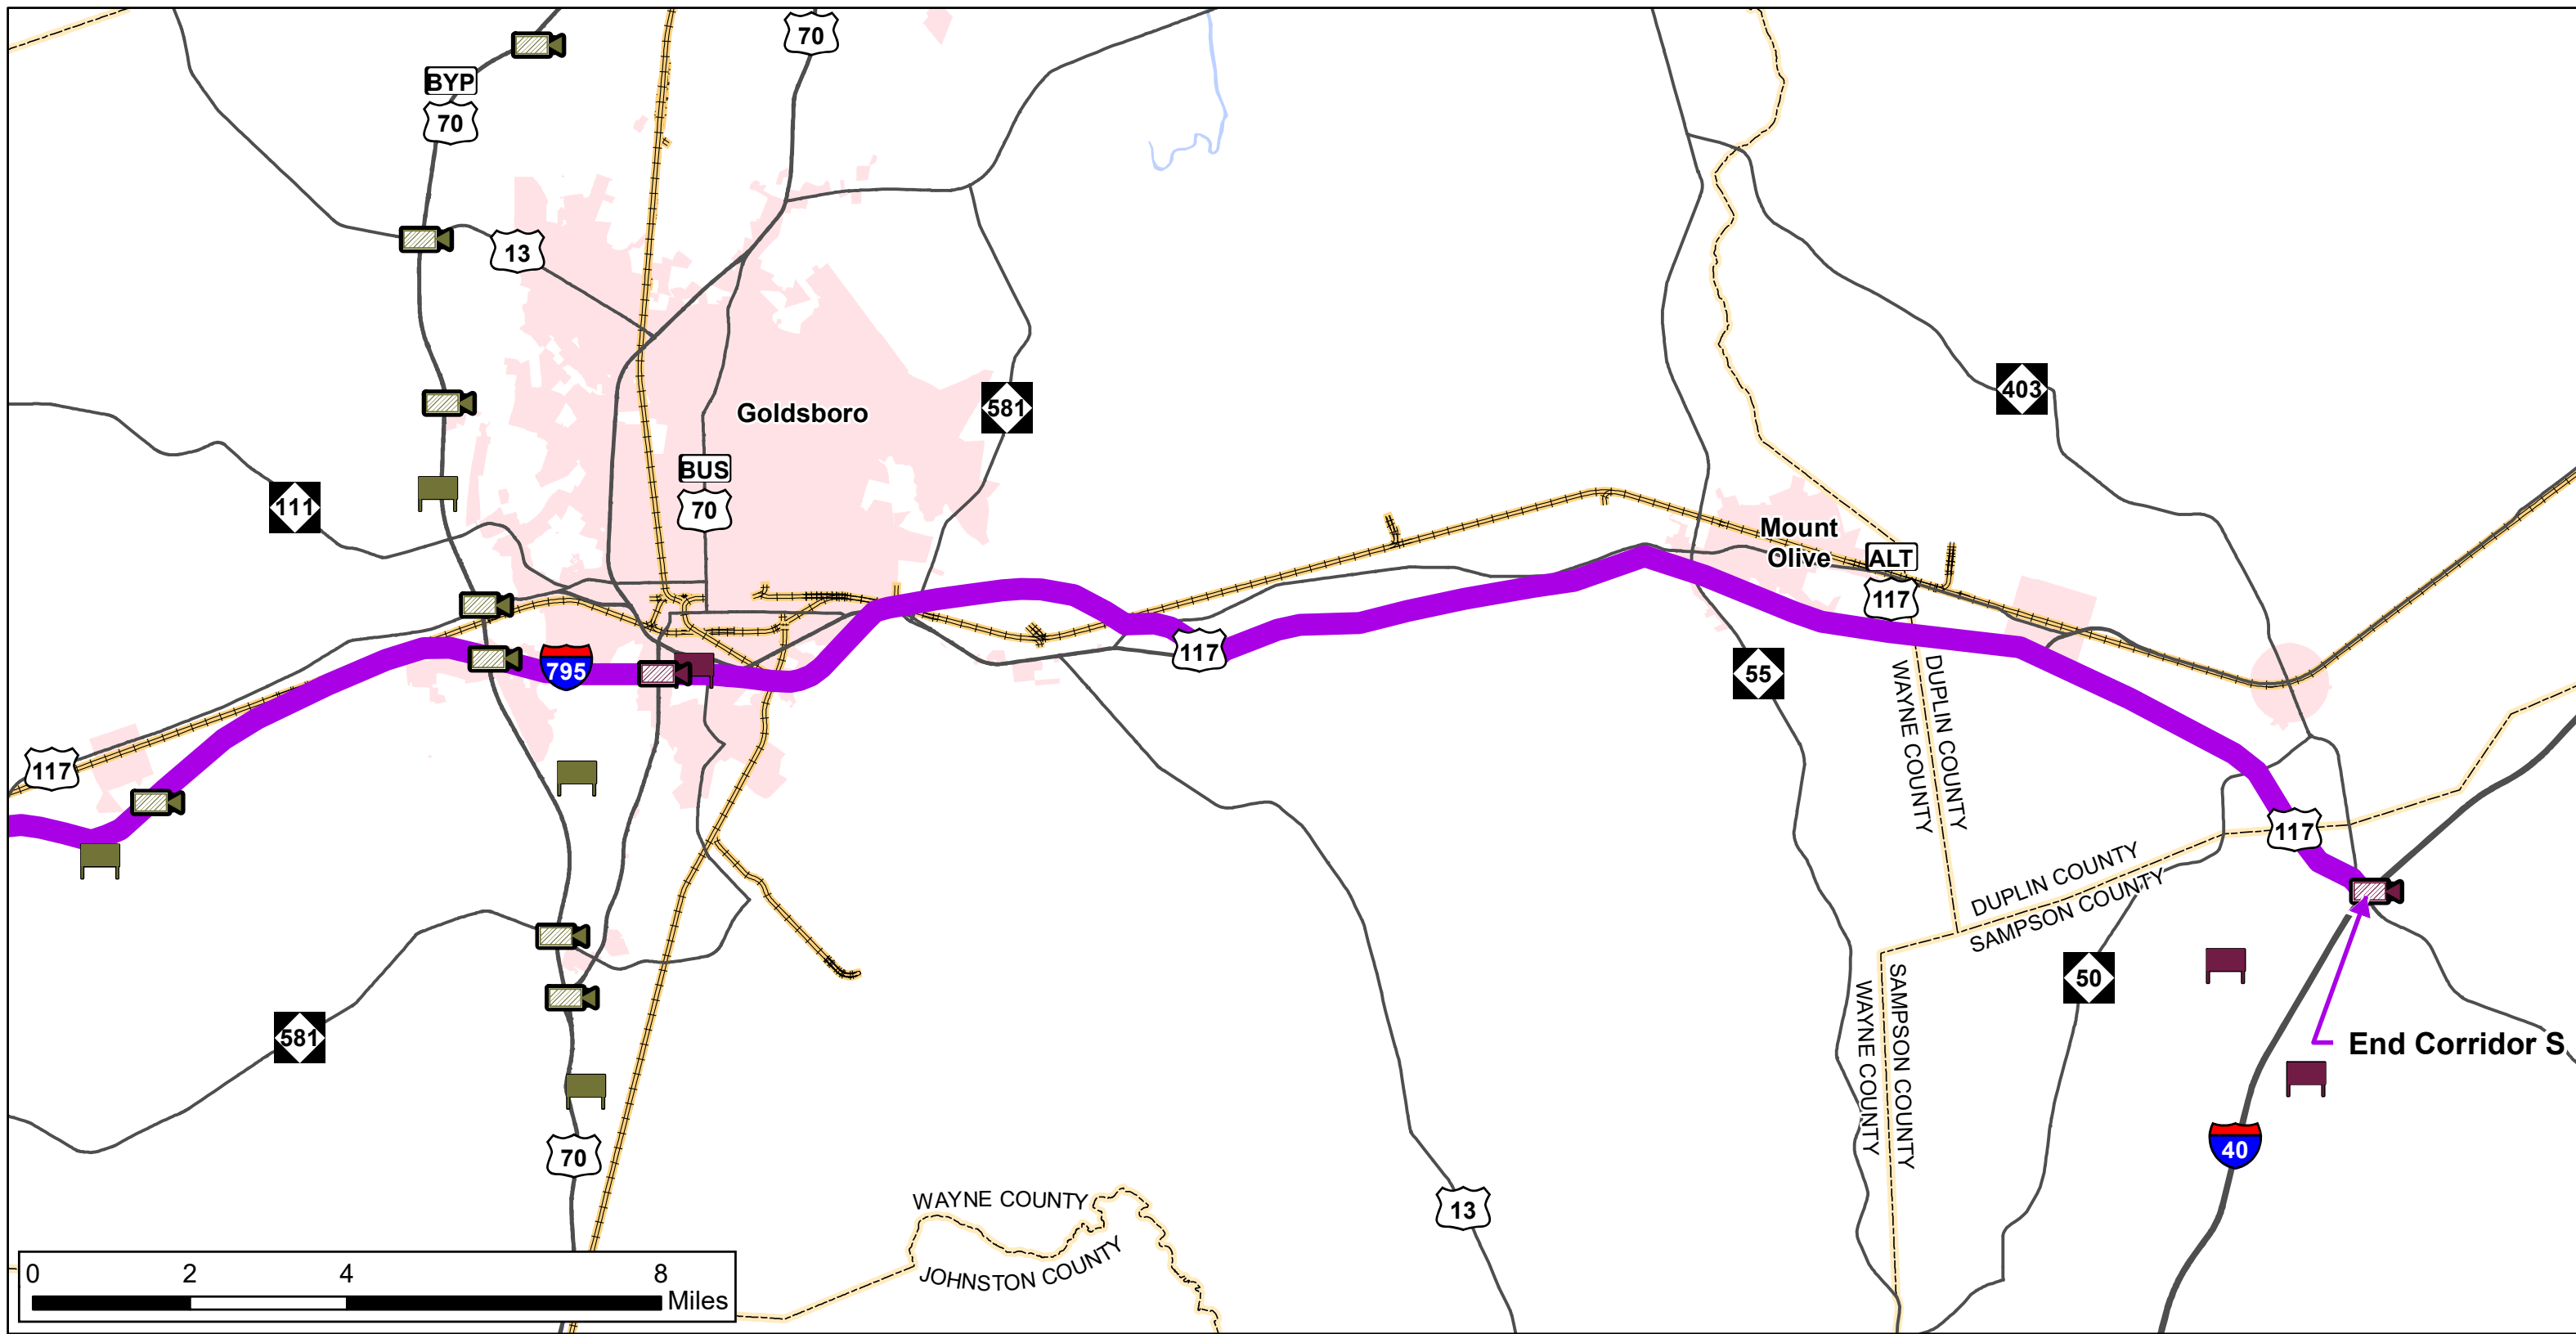 70
BYP
70
13
Goldsboro
581
403
BUS
70
111
Mount
Olive
ALT
117
117
795
55
DUPLIN COUNTY
WAYNE COUNTY
117
117
DUPLIN COUNTY
SAMPSON COUNTY
50
SAMPSON COUNTY
WAYNE COUNTY
581
End Corridor S
40
70
WAYNE COUNTY
JOHNSTON COUNTY
13
0 2 4 8
Miles